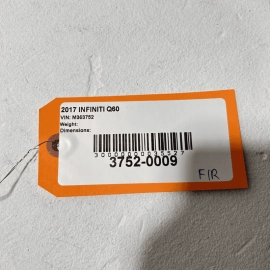 2017 INFINITI Q60
VIN: M363752
Weight:
Dimensions:
3752-0009
F/R